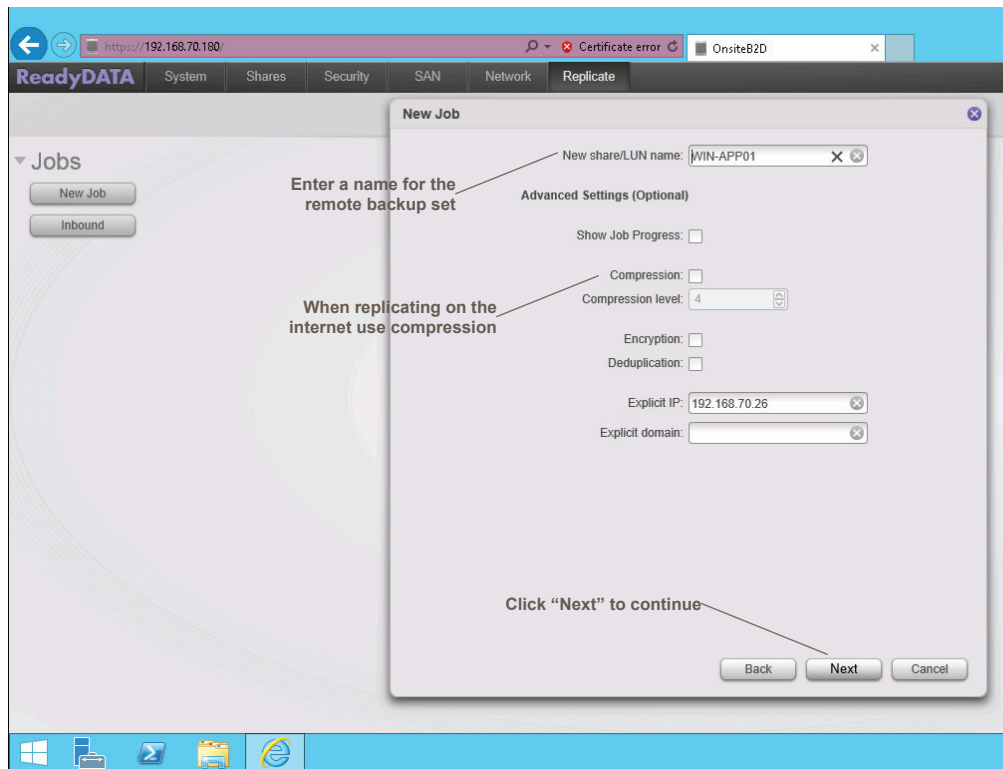 https://192.168.70.180/
Certificate error
OnsiteB2D
ReadyDATA
System
Shares
Security
SAN
Network
Replicate
New Job
Jobs
New Job
Inbound
New share/LUN name: WIN-APP01
Enter a name for the
remote backup set
Advanced Settings (Optional)
Show Job Progress:
Compression:
Compression level: 4
When replicating on the
internet use compression
Encryption:
Deduplication:
Explicit IP: 192.168.70.26
Explicit domain:
Click “Next” to continue
Back
Next
Cancel